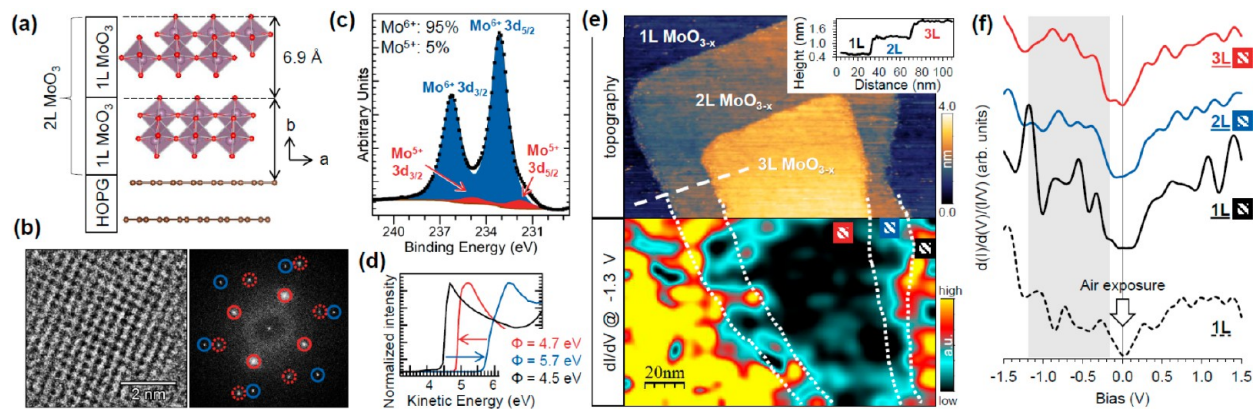 (a)
2L MoO3
1L MoO3
1L MoO3
HOPG
6.9 Å
b
a
(b)
2 nm
(c)
Mo6+: 95%
Mo5+: 5%
Mo6+ 3d5/2
Mo6+ 3d3/2
Mo5+
3d3/2
Mo5+
3d5/2
Arbitrary Units
240 237 234 231
Binding Energy (eV)
(d)
Normalized intensity
Φ = 4.7 eV
Φ = 5.7 eV
Φ = 4.5 eV
4 5 6
Kinetic Energy (eV)
(e)
topography
1L MoO3-x
2L MoO3-x
3L MoO3-x
Height (nm)
1.6
1.0
0.4
1L
2L
3L
0 20 40 60 80 100
Distance (nm)
4.0
nm
0.0
dI/dV @ -1.3 V
20nm
high
a.u.
low
(f)
d(I)/d(V)/(I/V) (arb. units)
3L
2L
1L
Air exposure
1L
-1.5 -1.0 -0.5 0.0 0.5 1.0 1.5
Bias (V)